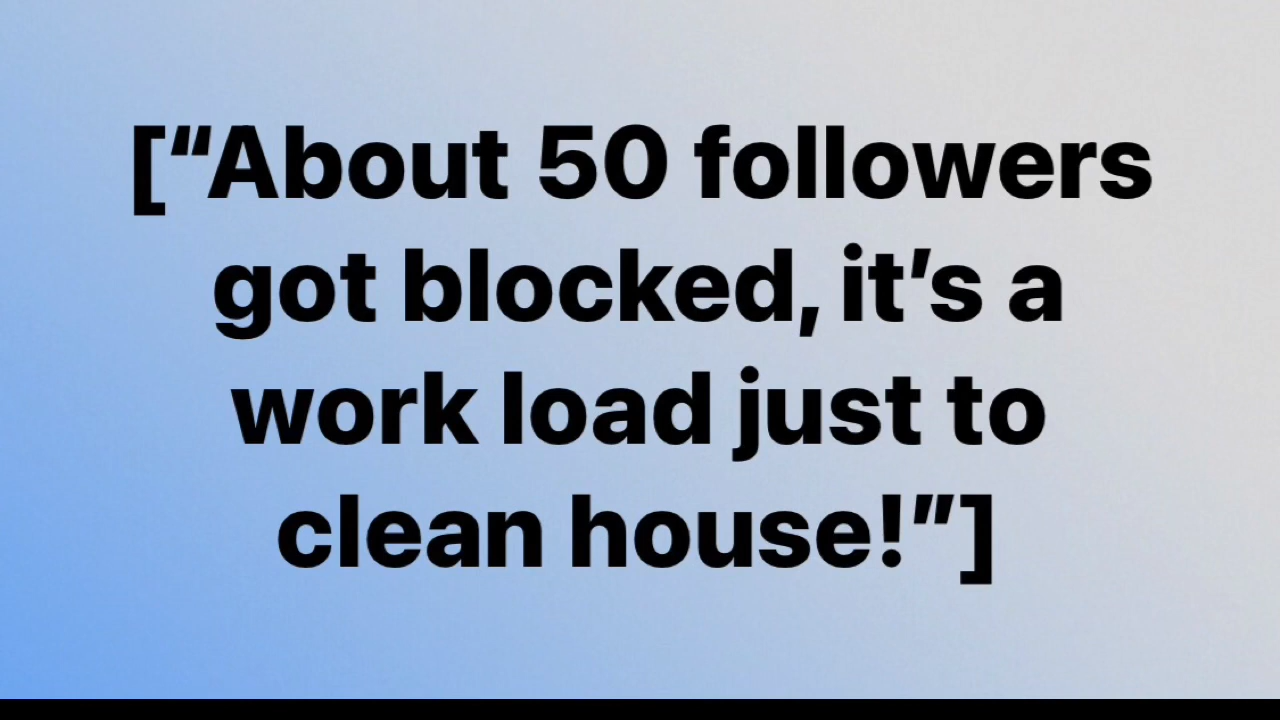 [“About 50 followers
got blocked, it’s a
work load just to
clean house!”]